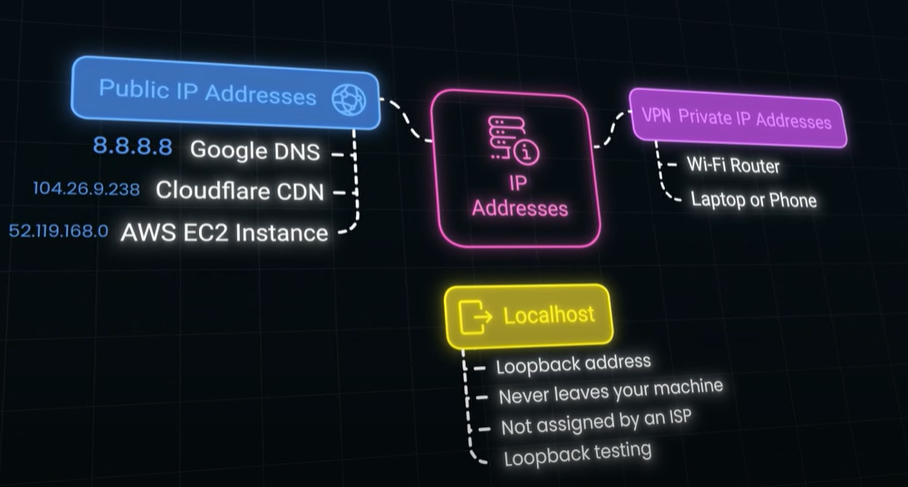 Public IP Addresses
8.8.8.8 Google DNS
104.26.9.238 Cloudflare CDN
52.119.168.0 AWS EC2 Instance
IP
Addresses
VPN Private IP Addresses
Wi-Fi Router
Laptop or Phone
Localhost
Loopback address
Never leaves your machine
Not assigned by an ISP
Loopback testing